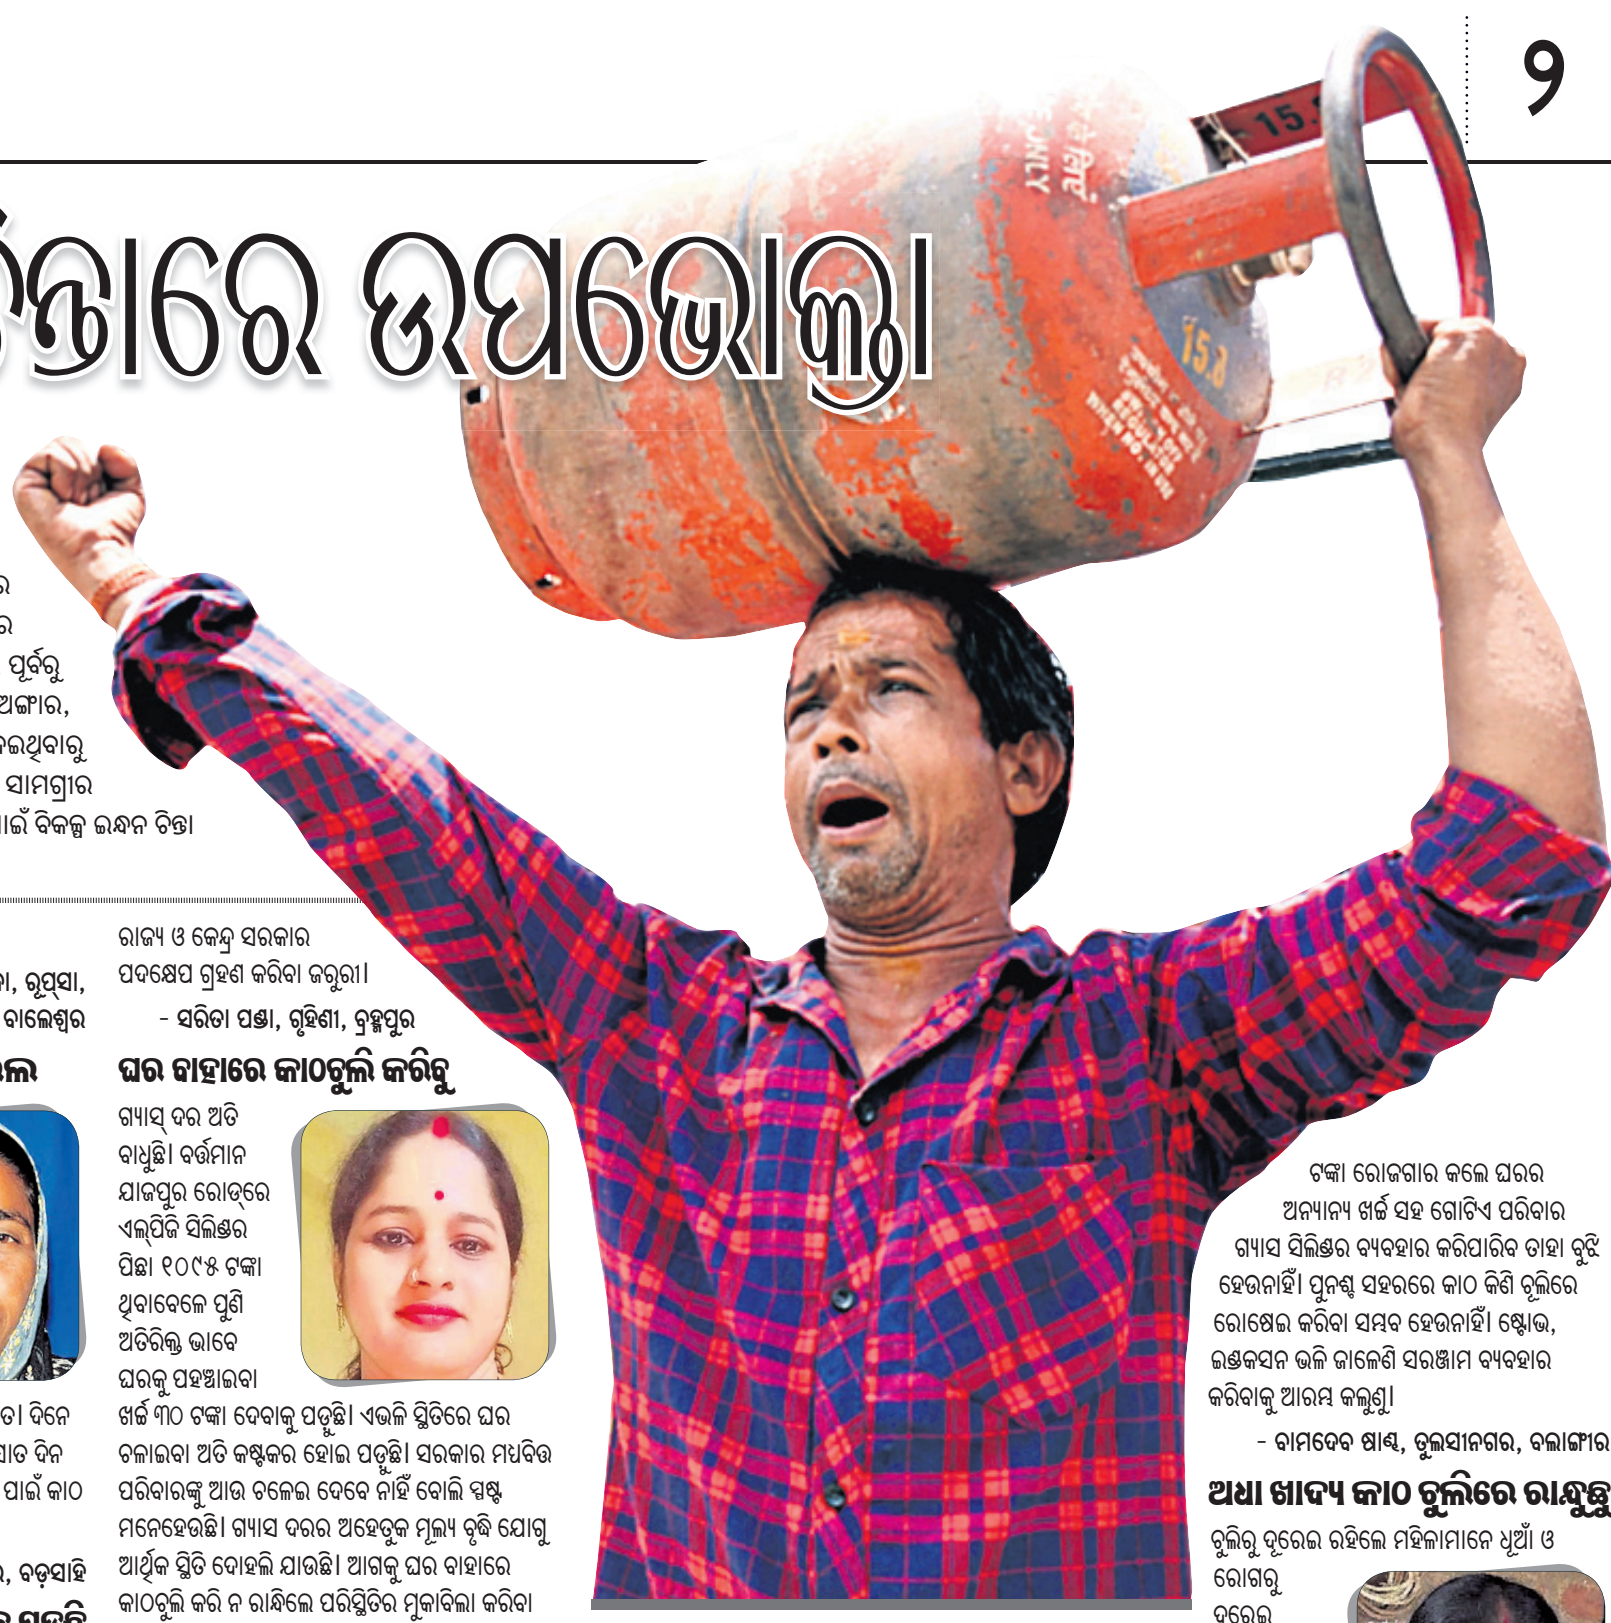 ୨
ଚିନ୍ତାରେ ଉପଭୋକ୍ତା
15.8
ପୂର୍ବରୁ
ଅଙ୍ଗାର,
ସାମଗ୍ରୀର
ବିକଳ୍ପ ଇନ୍ଧନ ଚିନ୍ତା
ରୂପ୍ସା,
ବାଲେଶ୍ୱର
ଦିନେ
ଦିନ
ପାଇଁ କାଠ
ବଡ଼ସାହି
ରାଜ୍ୟ ଓ କେନ୍ଦ୍ର ସରକାର
ପଦକ୍ଷେପ ଗ୍ରହଣ କରିବା ଜରୁରୀ।
- ସରିତା ପଣ୍ଡା, ଗୃହିଣୀ, ବ୍ରହ୍ମପୁର
ଘର ବାହାରେ କାଠଚୁଲି କରିବୁ
ଗ୍ୟାସ୍ ଦର ଅତି
ବାଧୁଛି। ବର୍ତ୍ତମାନ
ଯାଜପୁର ରୋଡ୍‌ରେ
ଏଲ୍‌ପିଜି ସିଲିଣ୍ଡର
ପିଛା ୧୦୯୫ ଟଙ୍କା
ଥିବାବେଳେ ପୁଣି
ଅତିରିକ୍ତ ଭାବେ
ଘରକୁ ପହଞ୍ଚାଇବା
ଖର୍ଚ୍ଚ ୩୦ ଟଙ୍କା ଦେବାକୁ ପଡୁଛି। ଏଭଳି ସ୍ଥିତିରେ ଘର
ଚଳାଇବା ଅତି କଷ୍ଟକର ହୋଇ ପଡୁଛି। ସରକାର ମଧ୍ୟବିତ୍ତ
ପରିବାରଙ୍କୁ ଆଉ ଚଳେଇ ଦେବେ ନାହିଁ ବୋଲି ସ୍ପଷ୍ଟ
ମନେହେଉଛି। ଗ୍ୟାସ ଦରର ଅହେତୁକ ମୂଲ୍ୟ ବୃଦ୍ଧି ଯୋଗୁ
ଆର୍ଥିକ ସ୍ଥିତି ଦୋହଲି ଯାଉଛି। ଆଗକୁ ଘର ବାହାରେ
କାଠଚୁଲି କରି ନ ରାନ୍ଧିଲେ ପରିସ୍ଥିତିର ମୁକାବିଲା କରିବା
ଟଙ୍କା ରୋଜଗାର କଲେ ଘରର
ଅନ୍ୟାନ୍ୟ ଖର୍ଚ୍ଚ ସହ ଗୋଟିଏ ପରିବାର
ଗ୍ୟାସ ସିଲିଣ୍ଡର ବ୍ୟବହାର କରିପାରିବ ତାହା ବୁଝି
ହେଉନାହିଁ। ପୁନଶ୍ଚ ସହରରେ କାଠ କିଣି ଚୂଲିରେ
ରୋଷେଇ କରିବା ସମ୍ଭବ ହେଉନାହିଁ। ଷ୍ଟୋଭ,
ଇଣ୍ଡକସନ ଭଳି ଜାଳେଣି ସରଞ୍ଜାମ ବ୍ୟବହାର
କରିବାକୁ ଆରମ୍ଭ କଲୁଣୁ।
- ବାମଦେବ ଷାଣ୍ଢ, ତୁଳସୀନଗର, ବଲାଙ୍ଗୀର
ଅଧା ଖାଦ୍ୟ କାଠ ଚୁଲିରେ ରାନ୍ଧୁଛୁ
ଚୁଲିରୁ ଦୂରେଇ ରହିଲେ ମହିଳାମାନେ ଧୂଆଁ ଓ
ରୋଗରୁ
ଦୂରେଇ